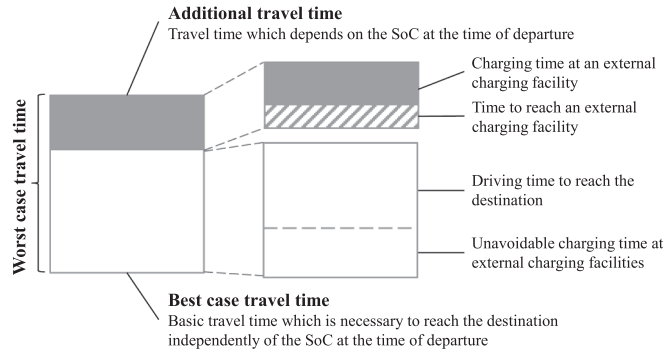 Additional travel time
Travel time which depends on the SoC at the time of departure
Charging time at an external
charging facility
Time to reach an external
charging facility
Worst case travel time
Driving time to reach the
destination
Unavoidable charging time at
external charging facilities
Best case travel time
Basic travel time which is necessary to reach the destination
independently of the SoC at the time of departure